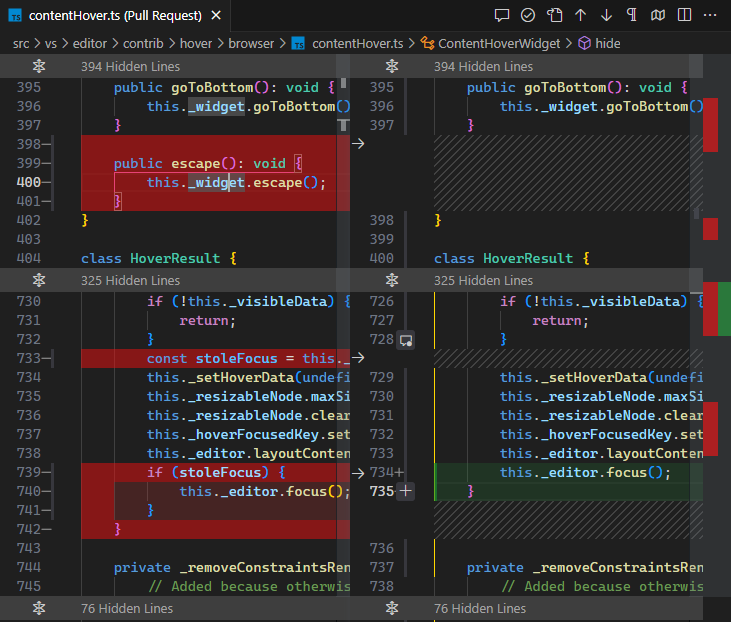 TS contentHover.ts (Pull Request)
src > vs > editor > contrib > hover > browser > TS contentHover.ts > ContentHoverWidget > hide
394 Hidden Lines
395 public goToBottom(): void {
396 this._widget.goToBottom()
397 }
398—
399— public escape(): void {
400— this._widget.escape();
401— }
402 }
403
404 class HoverResult {
325 Hidden Lines
730 if (!this._visibleData) {
731 return;
732 }
733— const stoleFocus = this._
734 this._setHoverData(undefi
735 this._resizableNode.maxSi
736 this._resizableNode.clear
737 this._hoverFocusedKey.set
738 this._editor.layoutConten
739— if (stoleFocus) {
740— this._editor.focus();
741— }
742— }
743
744 private _removeConstraintsRen
745 // Added because otherwis
76 Hidden Lines
394 Hidden Lines
395 public goToBottom(): void {
396 this._widget.goToBottom()
397 }
398 }
399
400 class HoverResult {
325 Hidden Lines
726 if (!this._visibleData) {
727 return;
728 }
729 this._setHoverData(undefi
730 this._resizableNode.maxSi
731 this._resizableNode.clear
732 this._hoverFocusedKey.set
733 this._editor.layoutConten
734+ this._editor.focus();
735+ }
736
737 private _removeConstraintsRen
738 // Added because otherwis
76 Hidden Lines